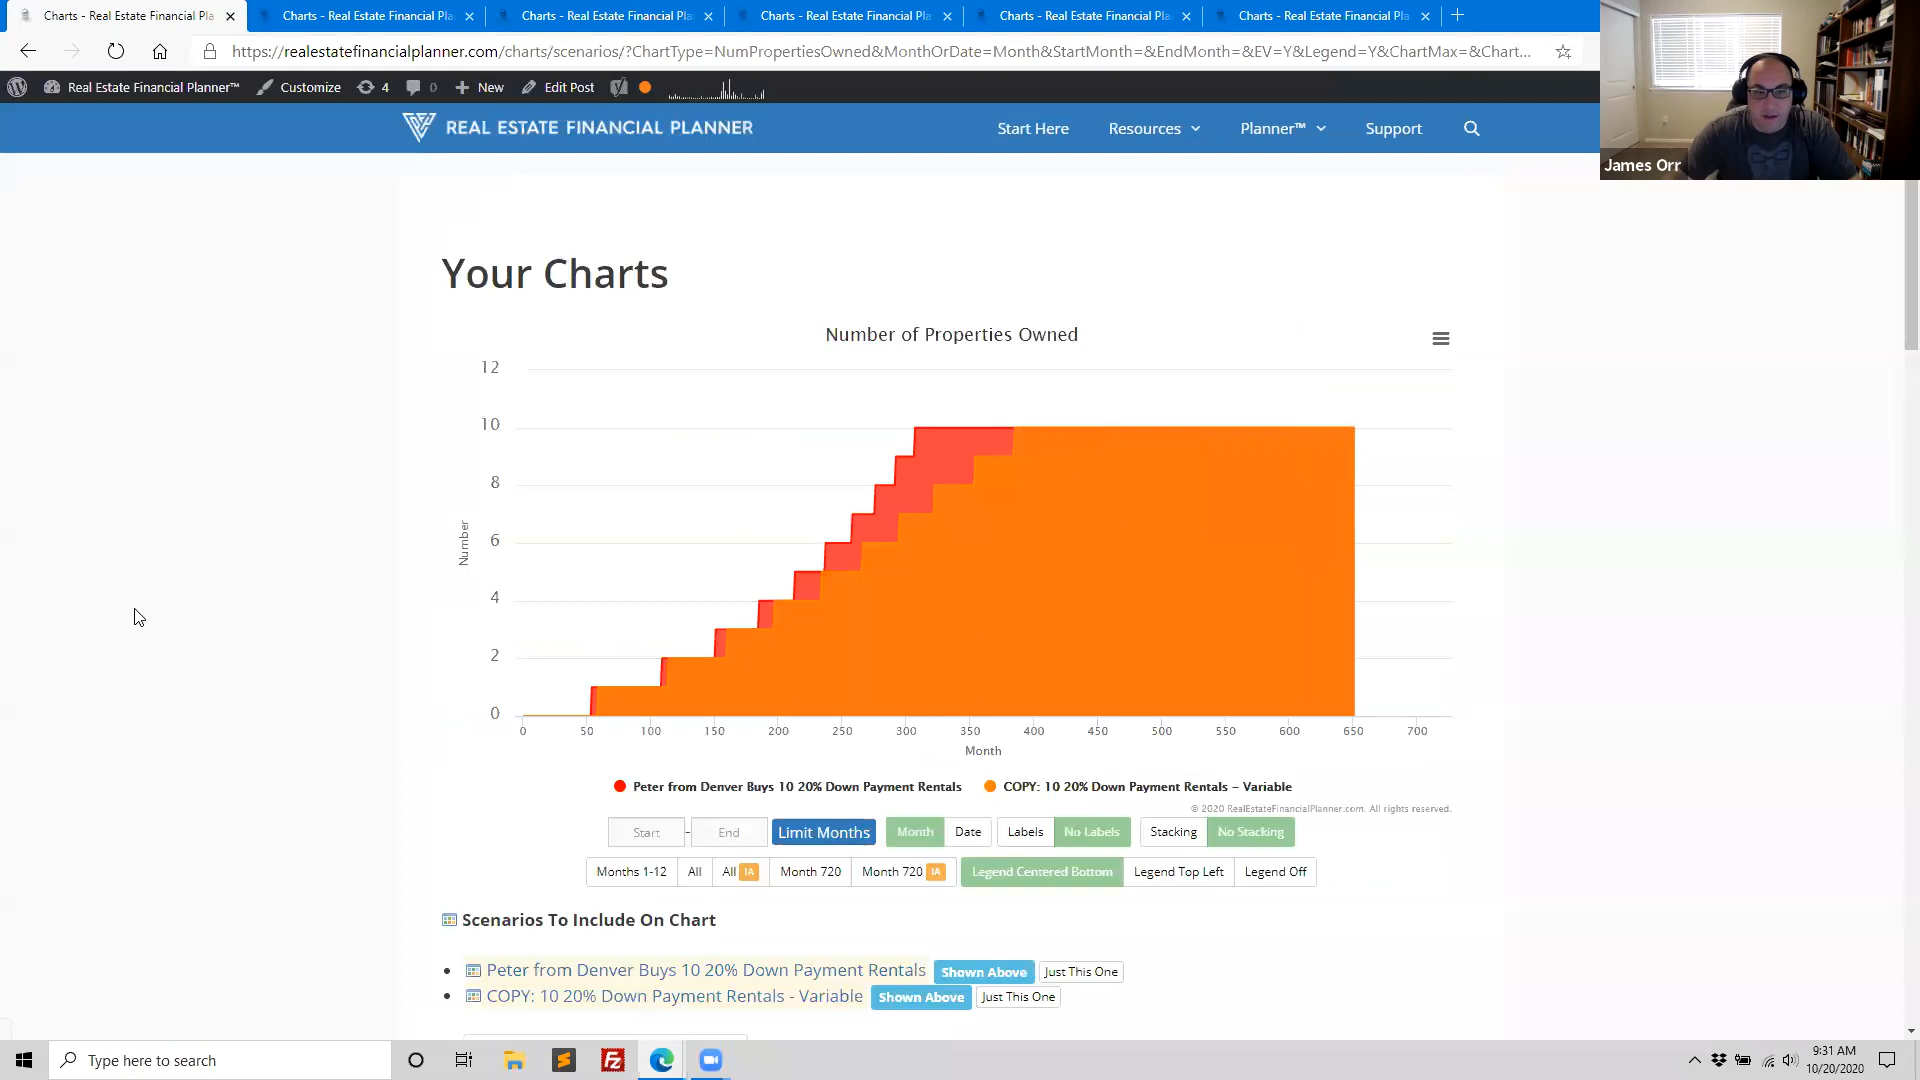 Charts - Real Estate Financial Pla
Charts - Real Estate Financial Pla
Charts - Real Estate Financial Pla
Charts - Real Estate Financial Pla
Charts - Real Estate Financial Pla
Charts - Real Estate Financial Pla
https://realestatefinancialplanner.com/charts/scenarios/?ChartType=NumPropertiesOwned&MonthOrDate=Month&StartMonth=&EndMonth=&EV=Y&Legend=Y&ChartMax=&Chart...
Real Estate Financial Planner™ Customize 4 0 New Edit Post
REAL ESTATE FINANCIAL PLANNER
Start Here Resources Planner™ Support
James Orr
Your Charts
Number of Properties Owned
12
10
8
6
4
2
0
Number
0 50 100 150 200 250 300 350 400 450 500 550 600 650 700
Month
Peter from Denver Buys 10 20% Down Payment Rentals COPY: 10 20% Down Payment Rentals – Variable
© 2020 RealEstateFinancialPlanner.com. All rights reserved.
Start - End Limit Months Month Date Labels No Labels Stacking No Stacking
Months 1-12 All All IA Month 720 Month 720 IA Legend Centered Bottom Legend Top Left Legend Off
Scenarios To Include On Chart
• Peter from Denver Buys 10 20% Down Payment Rentals Shown Above Just This One
• COPY: 10 20% Down Payment Rentals - Variable Shown Above Just This One
Type here to search
9:31 AM
10/20/2020